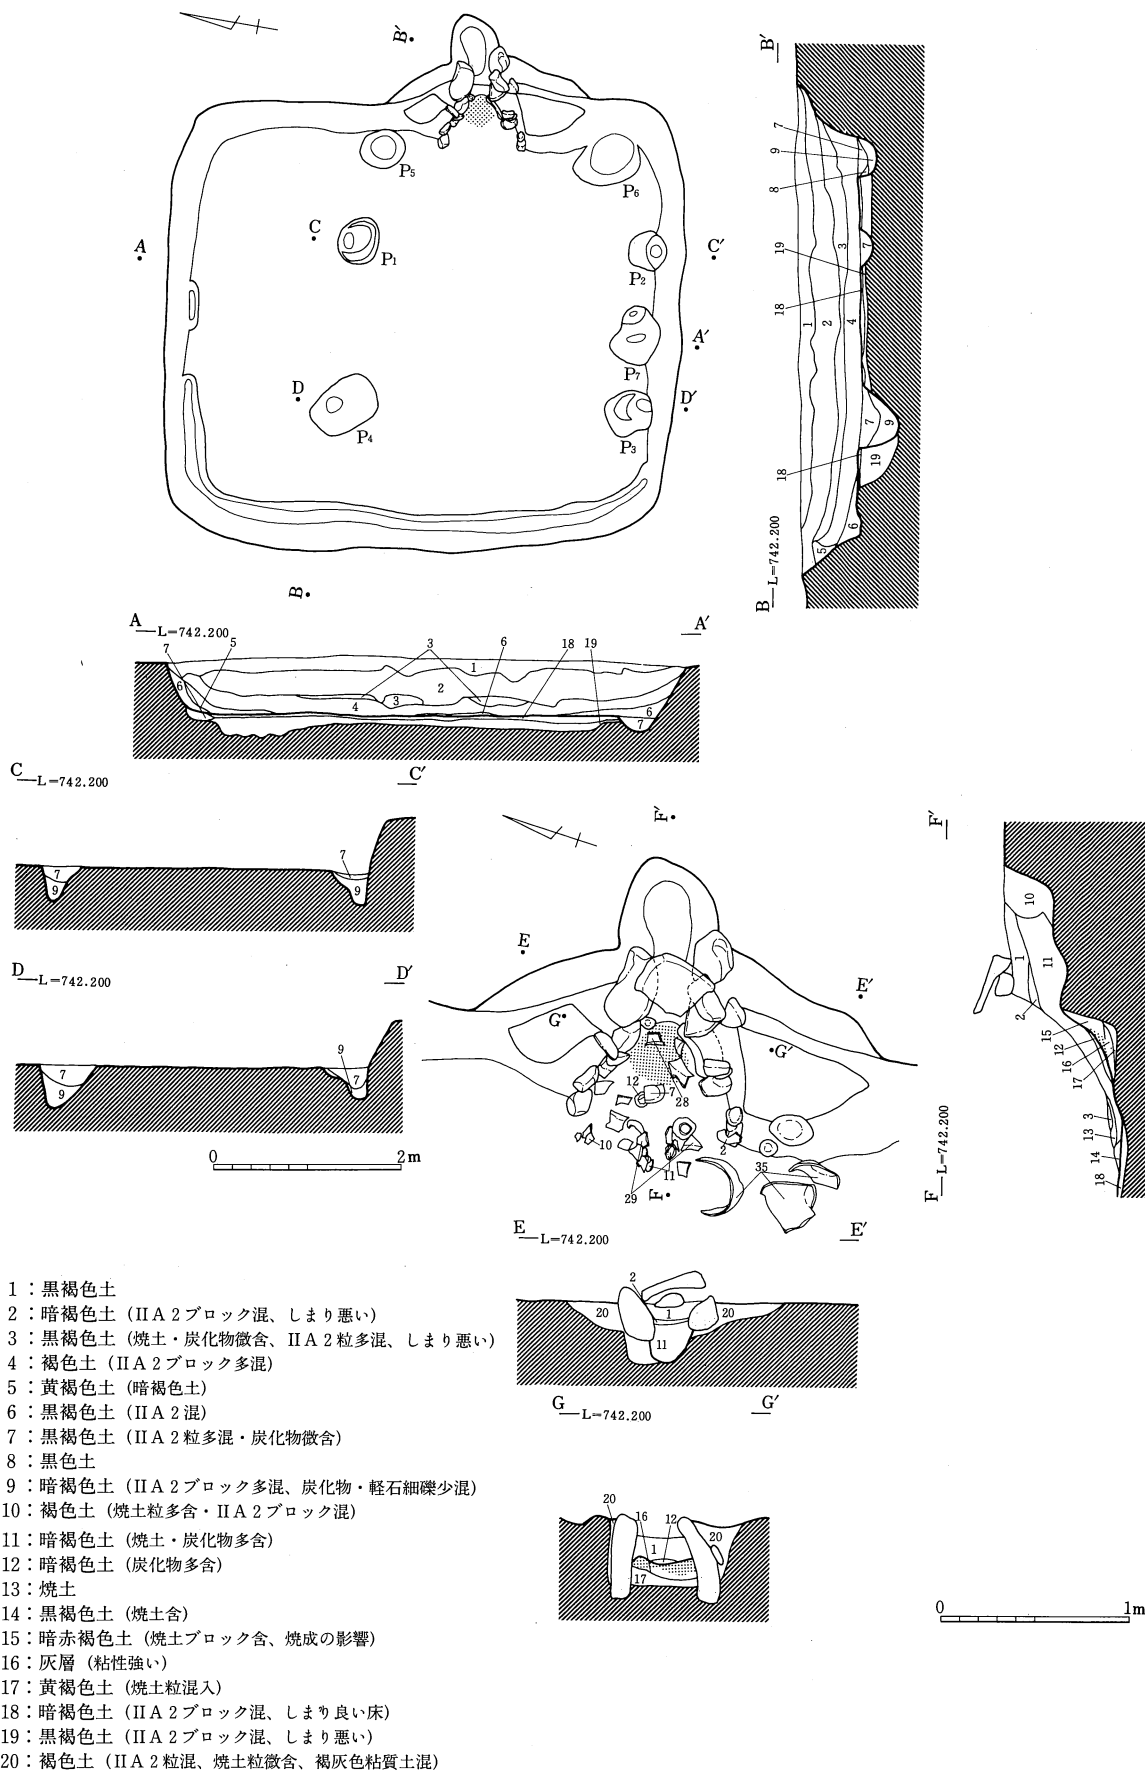 B′
B′
P5
P6
C
P1
A
C′
P2
A′
P7
D
D′
P4
P3
B
7
9
8
19
3
7
18
1
2
4
7
9
18
19
6
5
B
L=742.200
A
L=742.200
A′
7
5
3
6
18
19
1
6
2
3
4
6
7
C
L=742.200
C′
7
7
9
9
D
L=742.200
D′
9
7
7
9
0
2m
F′
E
E′
G
G′
12
7
28
10
2
11
35
29
F
F′
10
1
11
2
15
12
16
17
3
13
14
18
F
L=742.200
E
L=742.200
E′
2
20
1
20
11
G
L=742.200
G′
20
16
12
20
1
17
0
1m
1：黒褐色土
2：暗褐色土（ⅡA2ブロック混、しまり悪い）
3：黒褐色土（焼土・炭化物微含、ⅡA2粒多混、しまり悪い）
4：褐色土（ⅡA2ブロック多混）
5：黄褐色土（暗褐色土）
6：黒褐色土（ⅡA2混）
7：黒褐色土（ⅡA2粒多混・炭化物微含）
8：黒色土
9：暗褐色土（ⅡA2ブロック多混、炭化物・軽石細礫少混）
10：褐色土（焼土粒多含・ⅡA2ブロック混）
11：暗褐色土（焼土・炭化物多含）
12：暗褐色土（炭化物多含）
13：焼土
14：黒褐色土（焼土含）
15：暗赤褐色土（焼土ブロック含、焼成の影響）
16：灰層（粘性強い）
17：黄褐色土（焼土粒混入）
18：暗褐色土（ⅡA2ブロック混、しまり良い床）
19：黒褐色土（ⅡA2ブロック混、しまり悪い）
20：褐色土（ⅡA2粒混、焼土粒微含、褐灰色粘質土混）